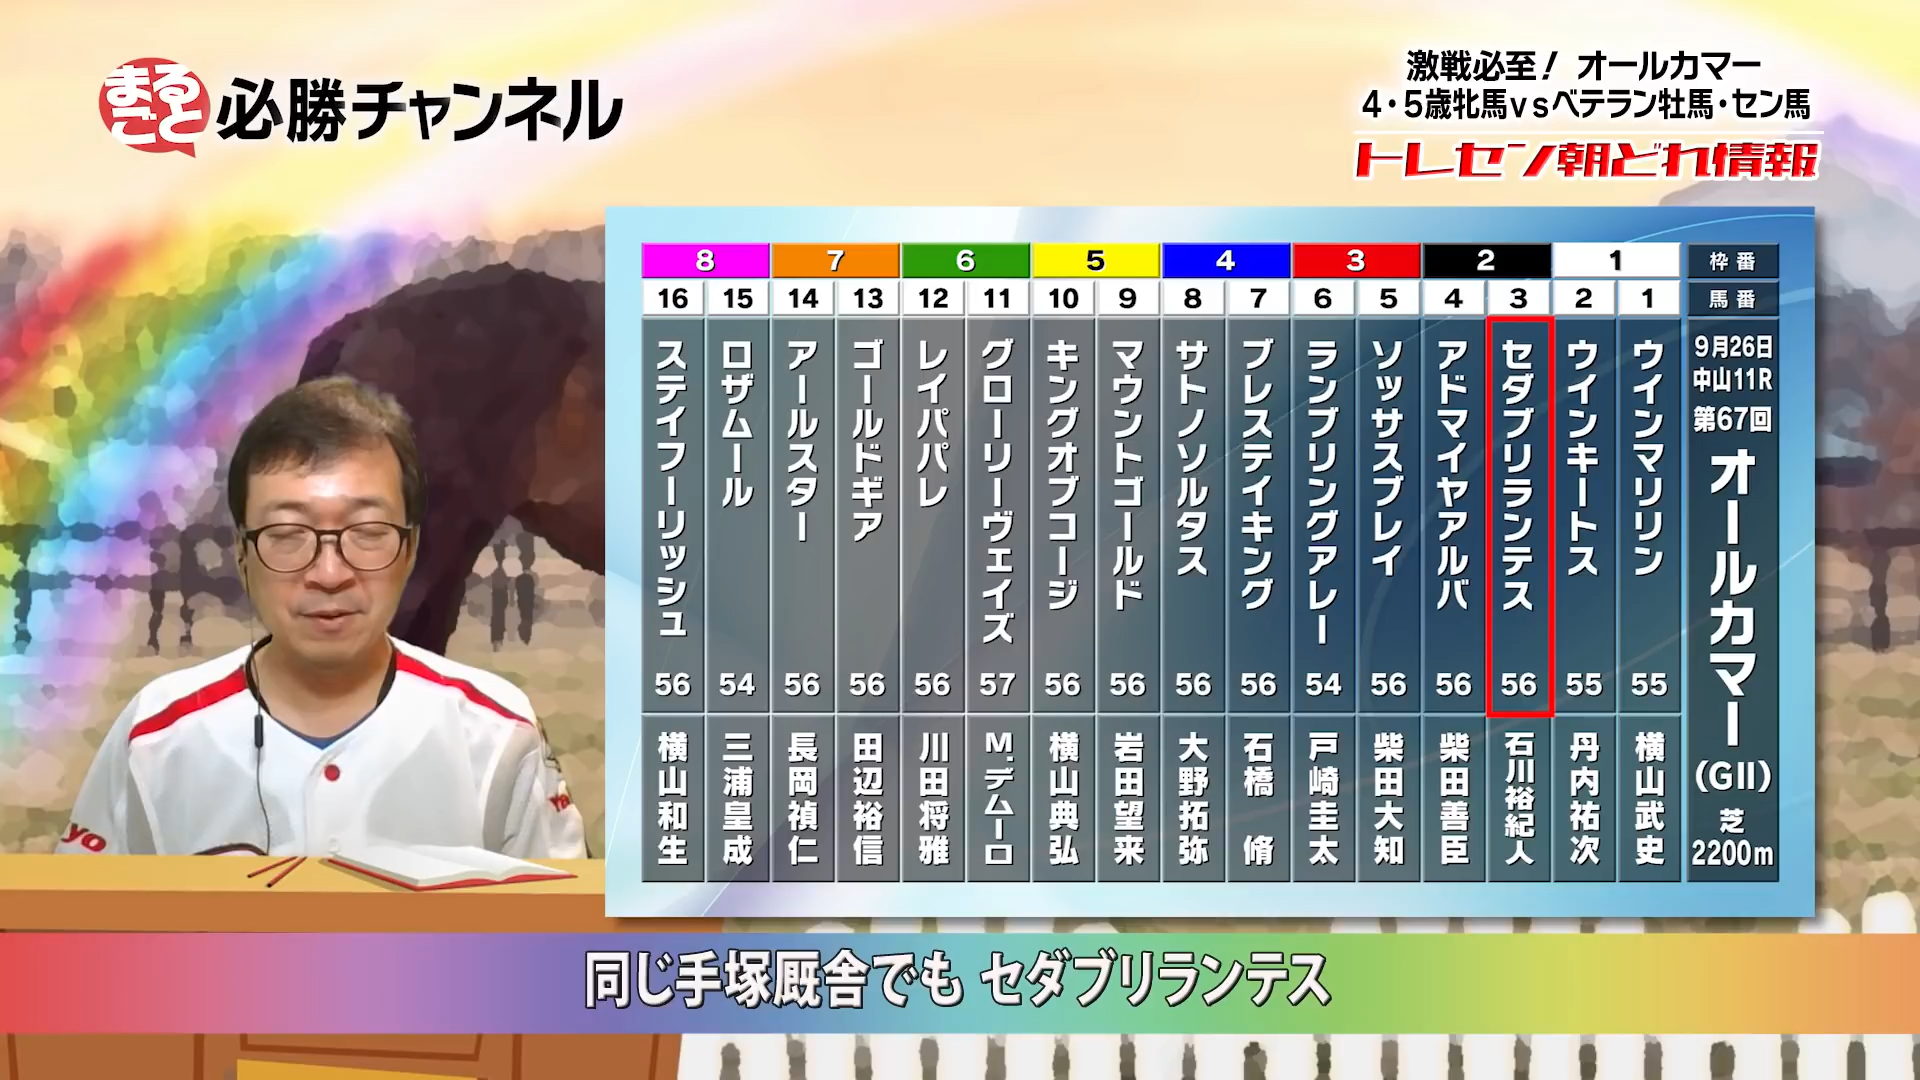 まるごと
必勝チャンネル
激戦必至！ オールカマー
4・5歳牝馬vsベテラン牡馬・セン馬
トレセン朝どれ情報
枠番 1 2 3 4 5 6 7 8
馬番 1 2 3 4 5 6 7 8 9 10 11 12 13 14 15 16
9月26日
中山11R
第67回
オールカマー
(GII)
芝
2200m
ウインマリリン 55 横山武史
ウインキートス 55 丹内祐次
セダブリランテス 56 石川裕紀人
アドマイヤアルバ 56 柴田善臣
ソッサスブレイ 56 柴田大知
ランブリングアレー 54 戸崎圭太
ブレステイキング 56 石橋 脩
サトノソルタス 56 大野拓弥
マウントゴールド 56 岩田望来
キングオブコージ 56 横山典弘
グローリーヴェイズ 57 M.デムーロ
レイパパレ 56 川田将雅
ゴールドギア 56 田辺裕信
アールスター 56 長岡禎仁
ロザムール 54 三浦皇成
ステイフーリッシュ 56 横山和生
同じ手塚厩舎でも セダブリランテス